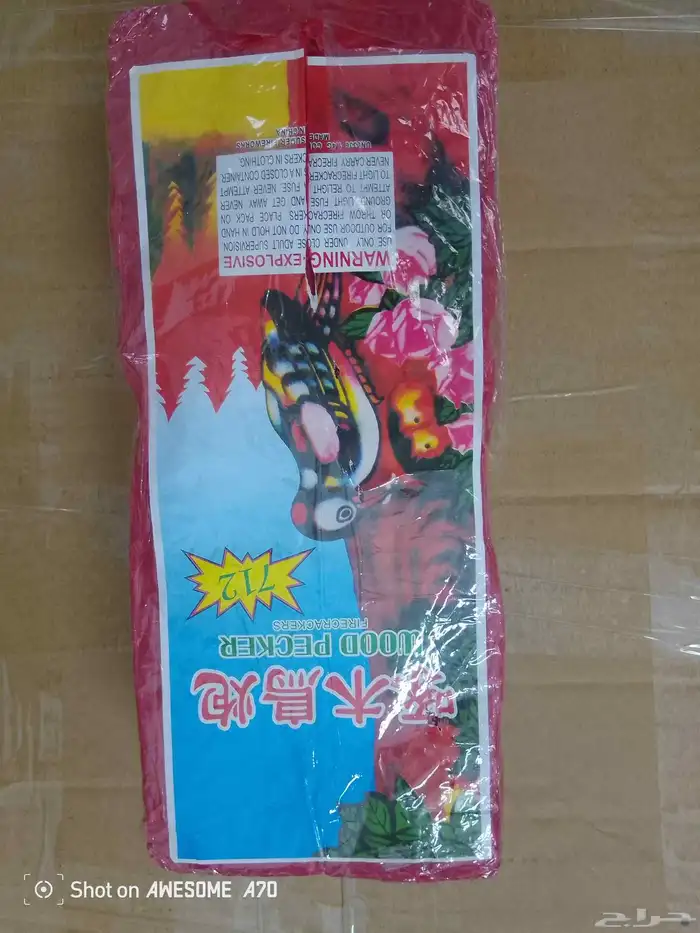 啄木鳥炮
WOOD PECKER
FIRECRACKERS
712
WARNING·EXPLOSIVE
USE ONLY UNDER CLOSE ADULT SUPERVISION
FOR OUTDOOR USE ONLY DO NOT HOLD IN HAND
OR THROW FIRECRACKERS PLACE PACK ON
GROUND LIGHT FUSE AND GET AWAY NEVER
ATTEMPT TO RELIGHT A FUSE. NEVER ATTEMPT
TO LIGHT FIRECRACKERS IN A CLOSED CONTAINER.
NEVER CARRY FIRECRACKERS IN CLOTHING.
MADE
Shot on AWESOME A70
حراج